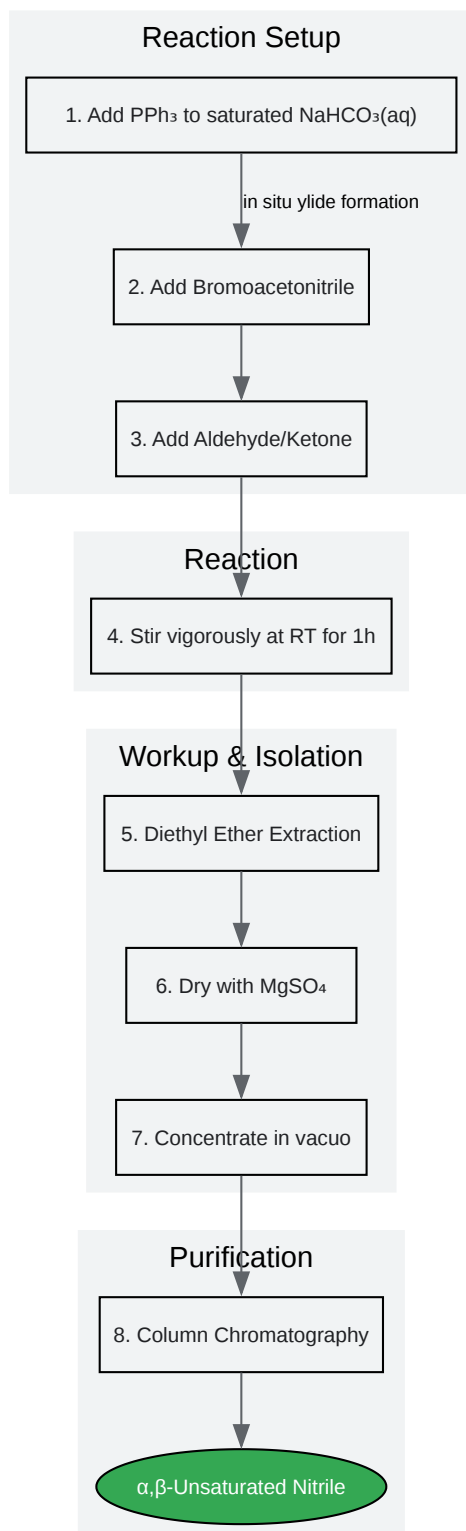 Reaction Setup
1. Add PPh₃ to saturated NaHCO₃(aq)
in situ ylide formation
2. Add Bromoacetonitrile
3. Add Aldehyde/Ketone
Reaction
4. Stir vigorously at RT for 1h
Workup & Isolation
5. Diethyl Ether Extraction
6. Dry with MgSO₄
7. Concentrate in vacuo
Purification
8. Column Chromatography
α,β-Unsaturated Nitrile